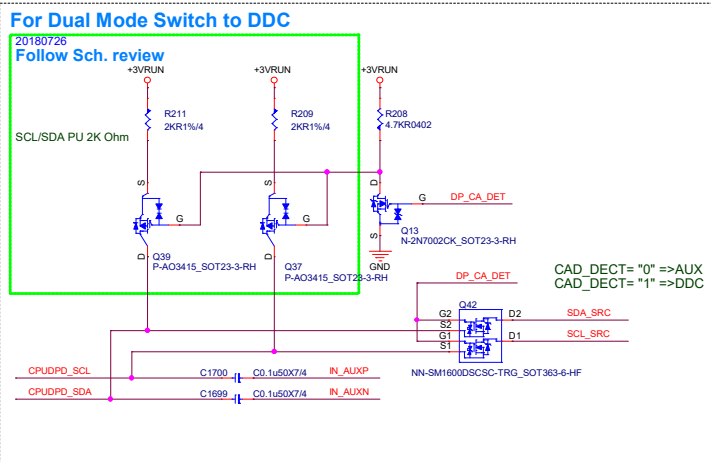 For Dual Mode Switch to DDC
20180726
Follow Sch. review
+3VRUN
+3VRUN
+3VRUN
R211
2KR1%/4
R209
2KR1%/4
R208
4.7KR0402
SCL/SDA PU 2K Ohm
S
S
D
G
G
G
DP_CA_DET
Q13
N-2N7002CK_SOT23-3-RH
S
D
Q39
P-AO3415_SOT23-3-RH
D
Q37
P-AO3415_SOT23-3-RH
GND
DP_CA_DET
CAD_DECT= "0" =>AUX
CAD_DECT= "1" =>DDC
Q42
G2
D2
SDA_SRC
S2
G1
D1
SCL_SRC
S1
NN-SM1600DSCSC-TRG_SOT363-6-HF
CPUDPD_SCL
C1700
C0.1u50X7/4
IN_AUXP
CPUDPD_SDA
C1699
C0.1u50X7/4
IN_AUXN